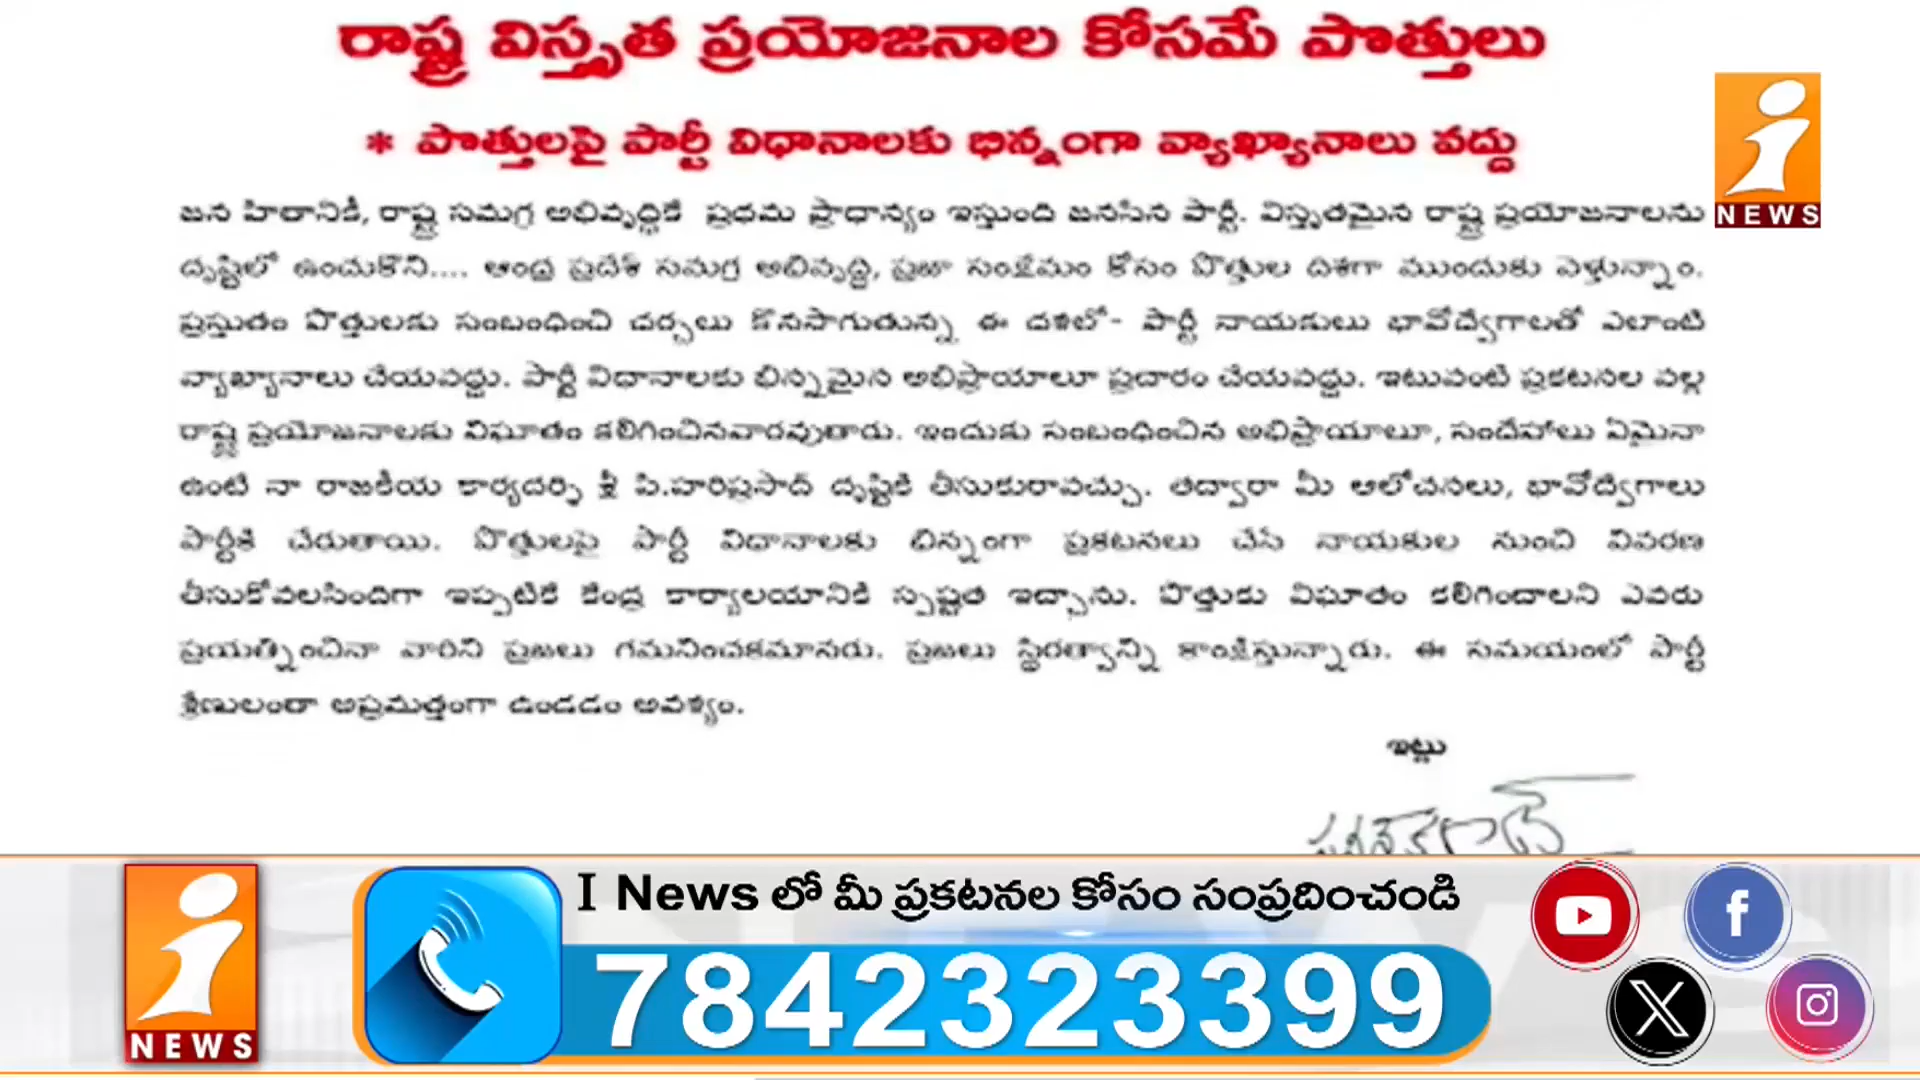 రాష్ట్ర విస్తృత ప్రయోజనాల కోసమే పొత్తులు
* పొత్తులపై పార్టీ విధానాలకు భిన్నంగా వ్యాఖ్యానాలు వద్దు
జన హితానికీ, రాష్ట్ర సమగ్ర అభివృద్ధికే ప్రథమ ప్రాధాన్యం ఇస్తుంది జనసేన పార్టీ. విస్తృతమైన రాష్ట్ర ప్రయోజనాలను
దృష్టిలో ఉంచుకొని.... ఆంధ్ర ప్రదేశ్ సమగ్ర అభివృద్ధి, ప్రజా సంక్షేమం కోసం పొత్తుల దిశగా ముందుకు వెళ్తున్నాం.
ప్రస్తుతం పొత్తులకు సంబంధించి చర్చలు కొనసాగుతున్న ఈ దశలో- పార్టీ నాయకులు భావోద్వేగాలతో ఎలాంటి
వ్యాఖ్యానాలు చేయవద్దు. పార్టీ విధానాలకు భిన్నమైన అభిప్రాయాలూ ప్రచారం చేయవద్దు. ఇటువంటి ప్రకటనల వల్ల
రాష్ట్ర ప్రయోజనాలకు విఘాతం కలిగించినవారవుతారు. ఇందుకు సంబంధించిన అభిప్రాయాలూ, సందేహాలు ఏమైనా
ఉంటే నా రాజకీయ కార్యదర్శి శ్రీ పి.హరిప్రసాద్ దృష్టికి తీసుకురావచ్చు. తద్వారా మీ ఆలోచనలు, భావోద్వేగాలు
పార్టీకి చేరుతాయి. పొత్తులపై పార్టీ విధానాలకు భిన్నంగా ప్రకటనలు చేసే నాయకుల నుంచి వివరణ
తీసుకోవలసిందిగా ఇప్పటికే కేంద్ర కార్యాలయానికి స్పష్టత ఇచ్చాను. పొత్తుకు విఘాతం కలిగించాలని ఎవరు
ప్రయత్నించినా వారిని ప్రజలు గమనించకమానరు. ప్రజలు స్థిరత్వాన్ని కాంక్షిస్తున్నారు. ఈ సమయంలో పార్టీ
శ్రేణులంతా అప్రమత్తంగా ఉండడం అవశ్యం.
ఇట్లు
NEWS
I News లో మీ ప్రకటనల కోసం సంప్రదించండి
7842323399
NEWS